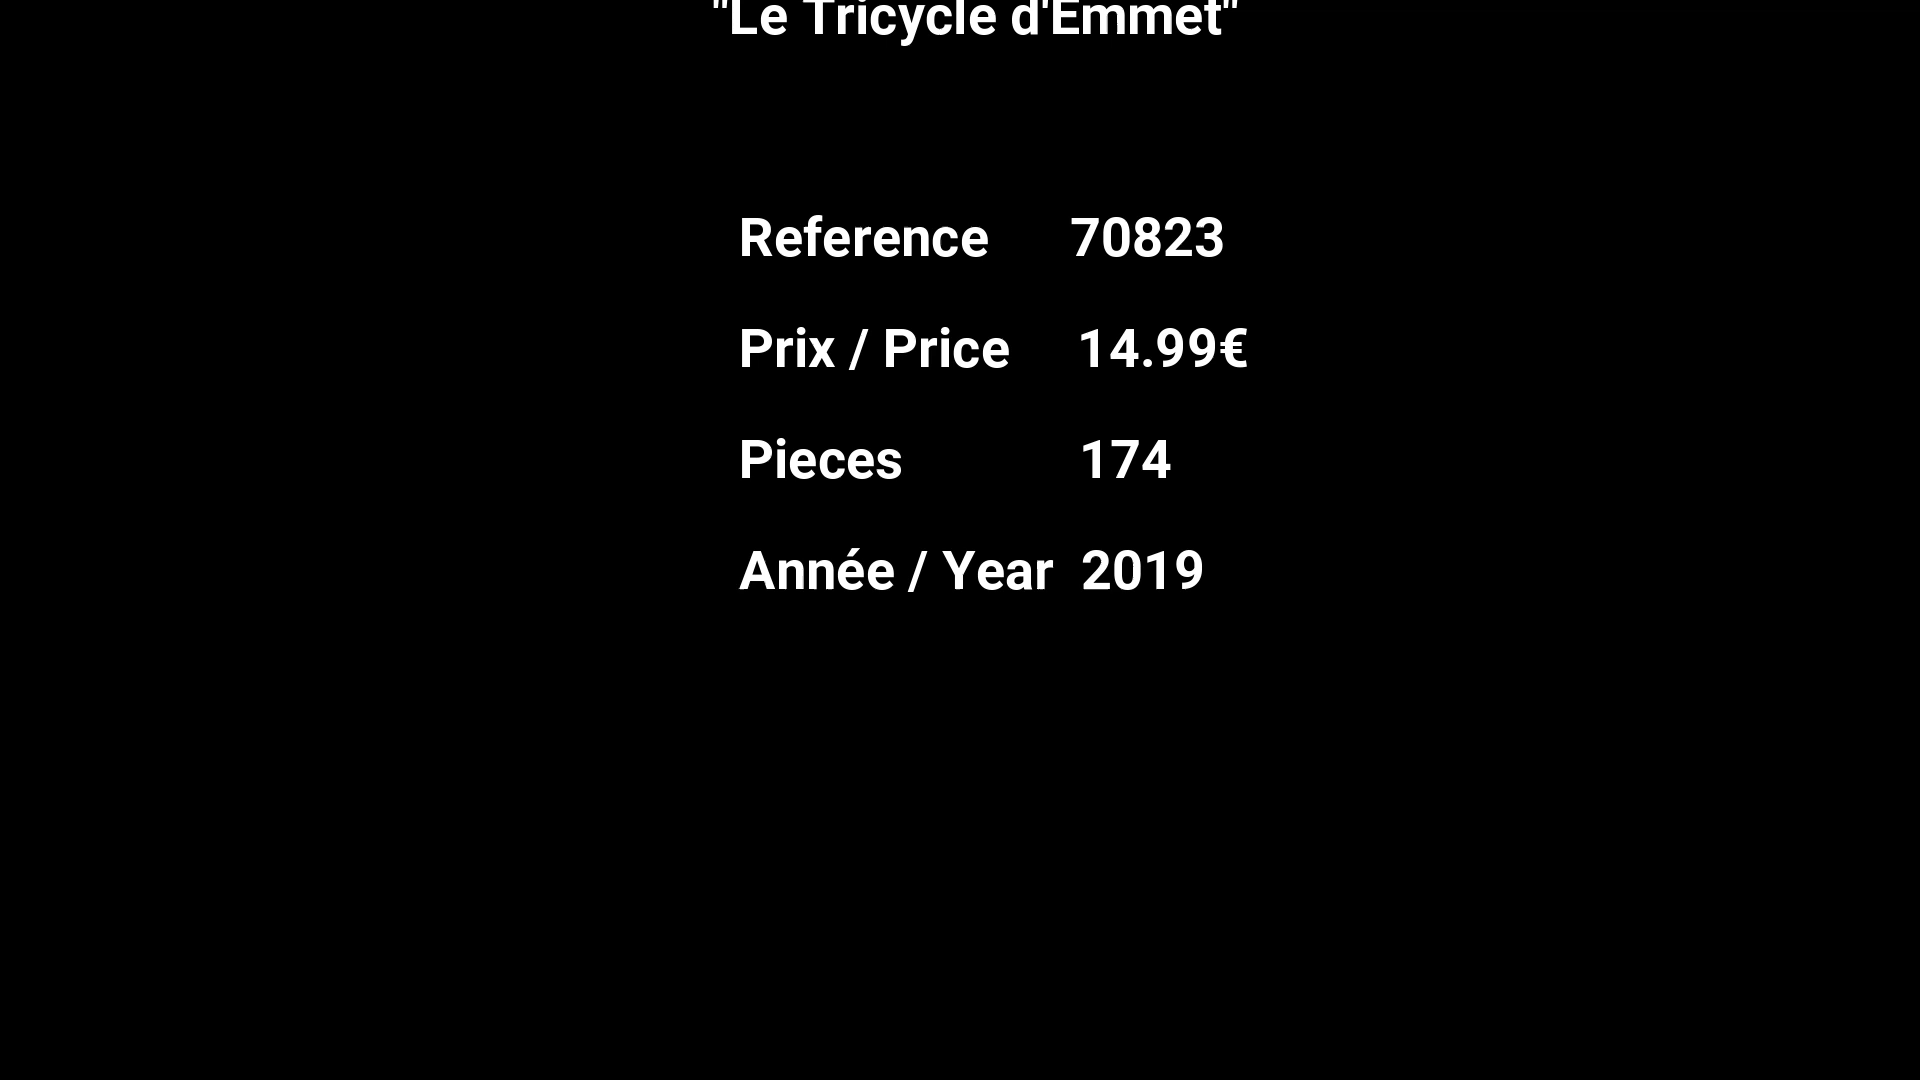 "Le Tricycle d'Emmet"
Reference 70823
Prix / Price 14.99€
Pieces 174
Année / Year 2019